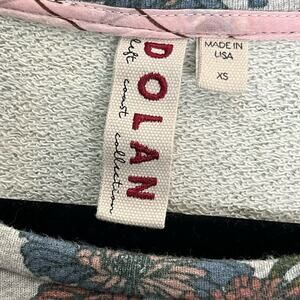 DOLAN
left coast collection
MADE IN
USA
XS